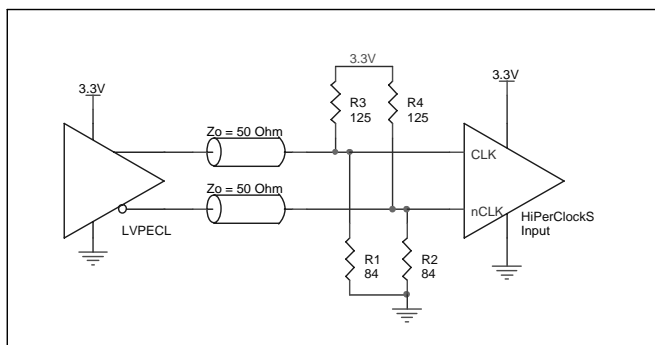 3.3V
3.3V
3.3V
R3
125
R4
125
Zo = 50 Ohm
CLK
Zo = 50 Ohm
nCLK
HiPerClockS
Input
LVPECL
R1
84
R2
84